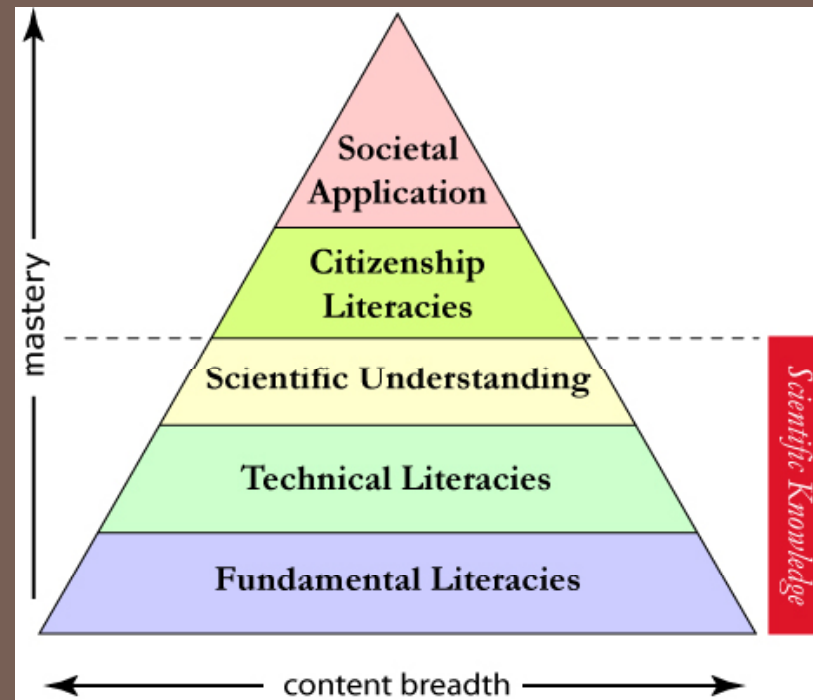 Societal
Application
Citizenship
Literacies
mastery
Scientific Understanding
Scientific Knowledge
Technical Literacies
Fundamental Literacies
content breadth